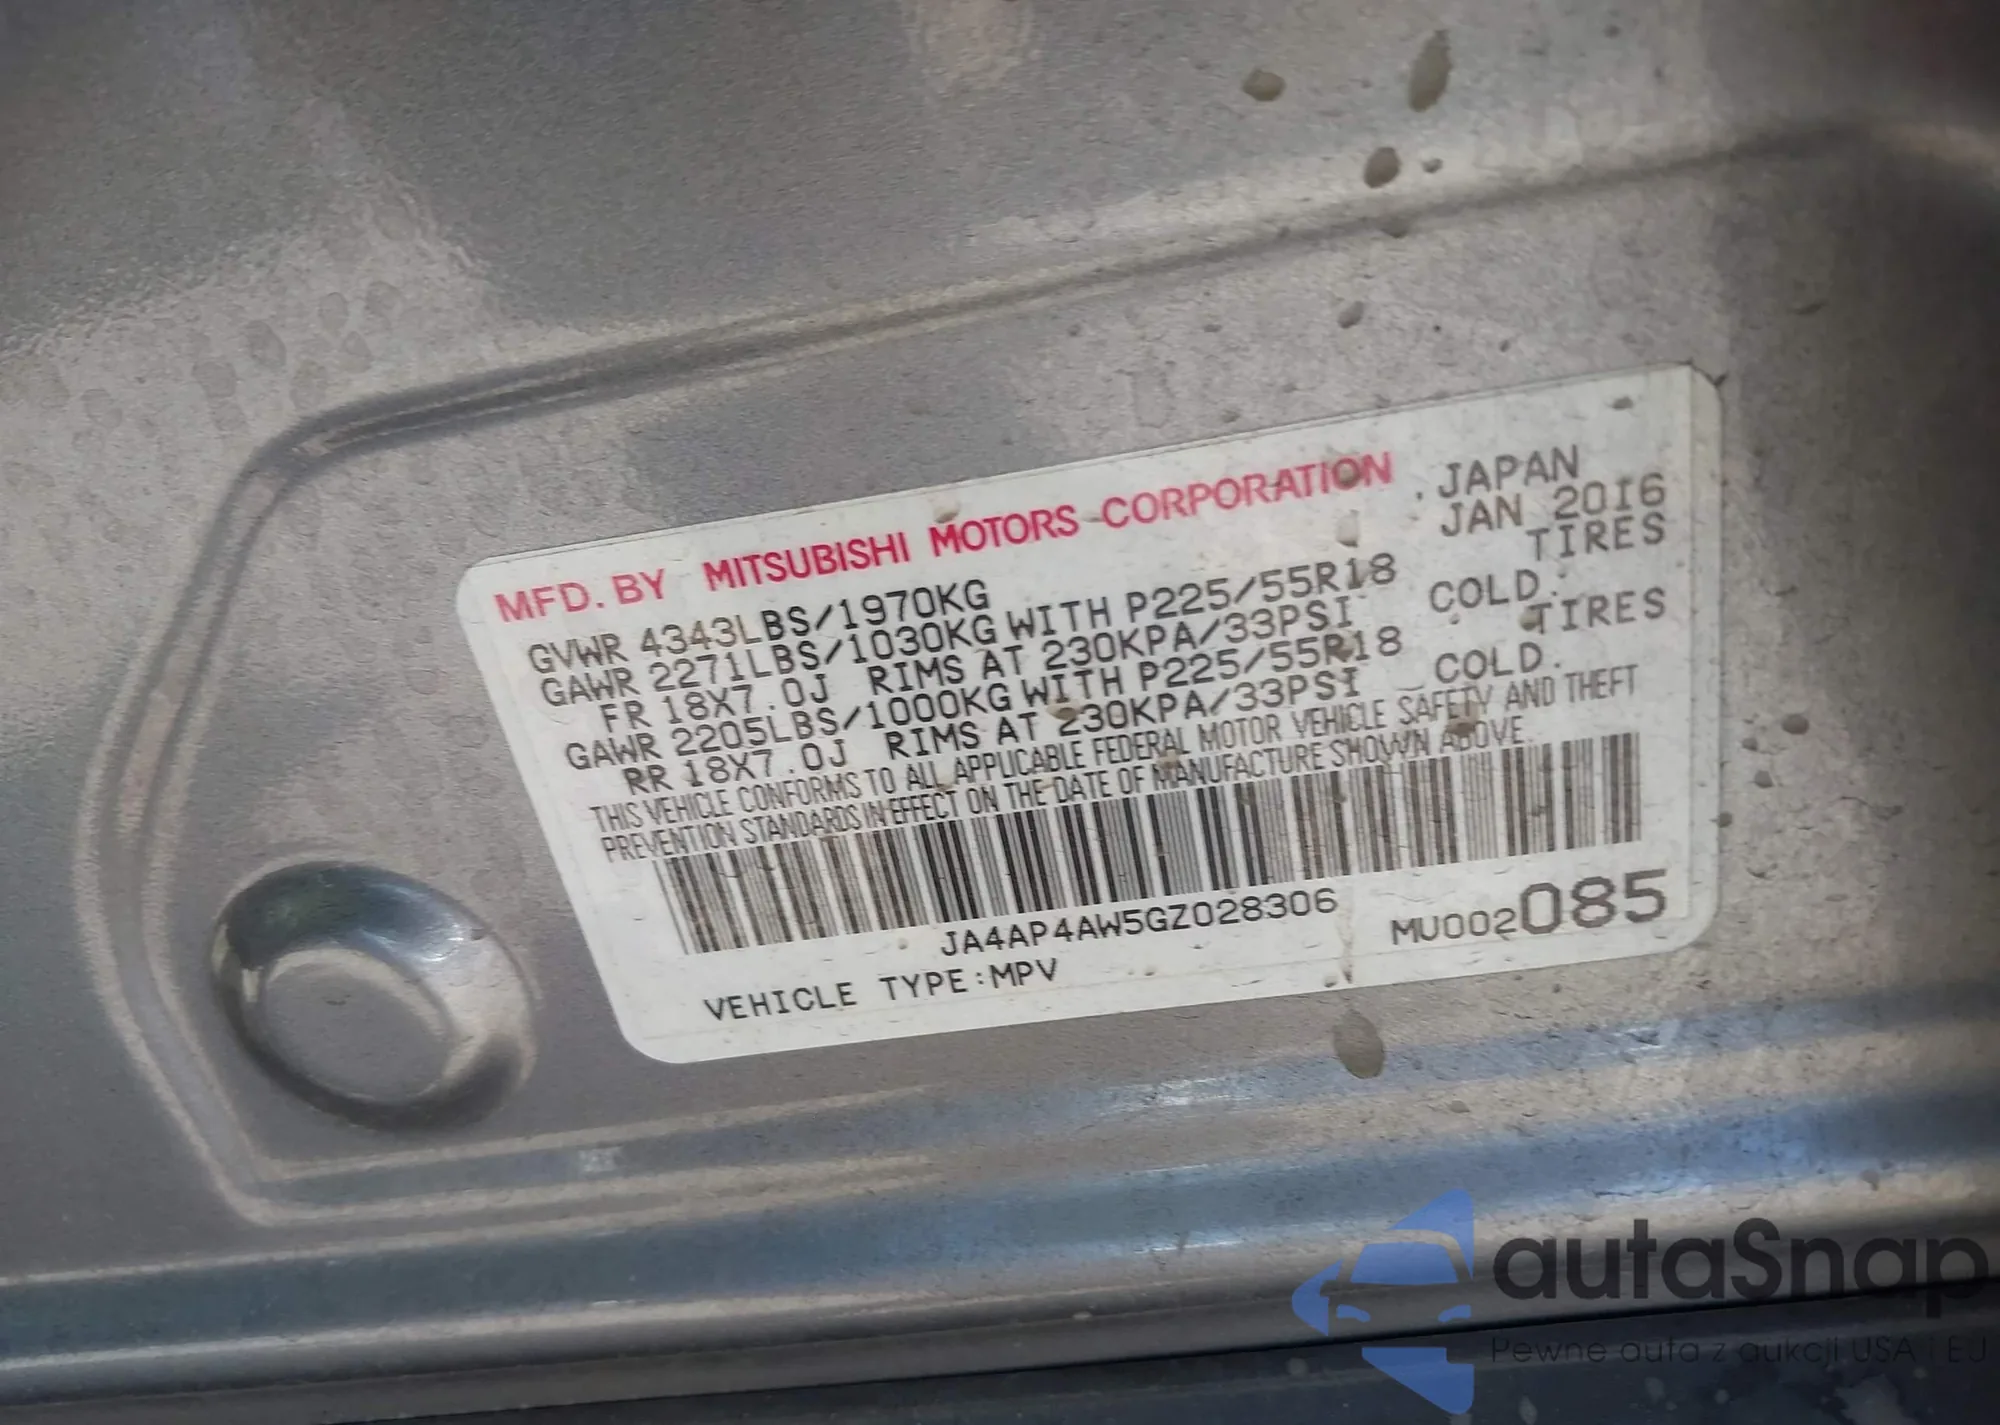 MFD. BY MITSUBISHI MOTORS CORPORATION . JAPAN
JAN 2016
GVWR 4343LBS/1970KG
GAWR 2271LBS/1030KG WITH P225/55R18 TIRES
FR 18X7.0J RIMS AT 230KPA/33PSI COLD.
GAWR 2205LBS/1000KG WITH P225/55R18 TIRES
RR 18X7.0J RIMS AT 230KPA/33PSI COLD.
THIS VEHICLE CONFORMS TO ALL APPLICABLE FEDERAL MOTOR VEHICLE SAFETY AND THEFT
PREVENTION STANDARDS IN EFFECT ON THE DATE OF MANUFACTURE SHOWN ABOVE.
JA4AP4AW5GZ028306
MU002085
VEHICLE TYPE:MPV
autaSnap
Pewne auta z aukcji USA i EU